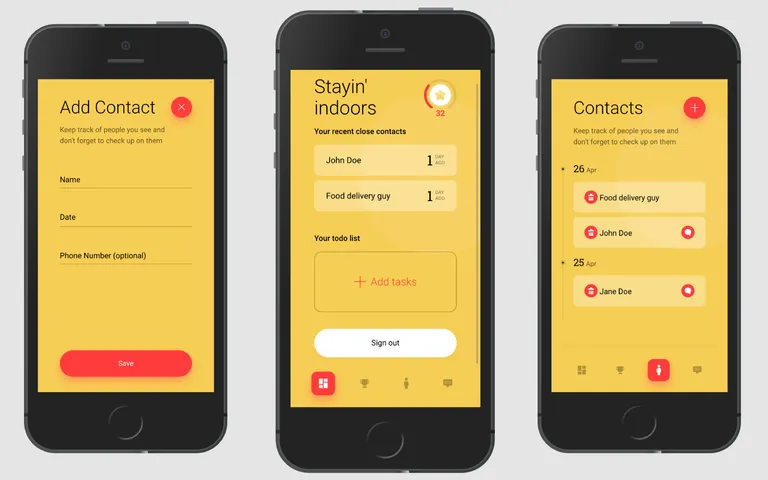 Add Contact
Keep track of people you see and
don't forget to check up on them
Name
Date
Phone Number (optional)
Save
Stayin'
indoors
32
Your recent close contacts
John Doe
1 DAY AGO
Food delivery guy
1 DAY AGO
Your todo list
+ Add tasks
Sign out
Contacts
Keep track of people you see and
don't forget to check up on them
26 Apr
Food delivery guy
John Doe
25 Apr
Jane Doe